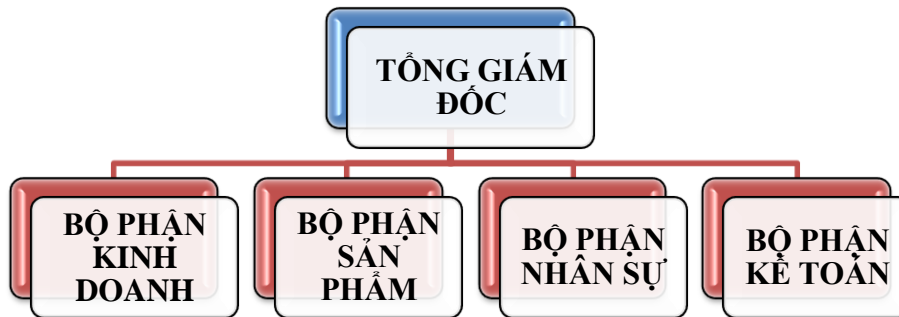 TỔNG GIÁM
ĐỐC
BỘ PHẬN
KINH
DOANH
BỘ PHẬN
SẢN
PHẨM
BỘ PHẬN
NHÂN SỰ
BỘ PHẬN
KẾ TOÁN